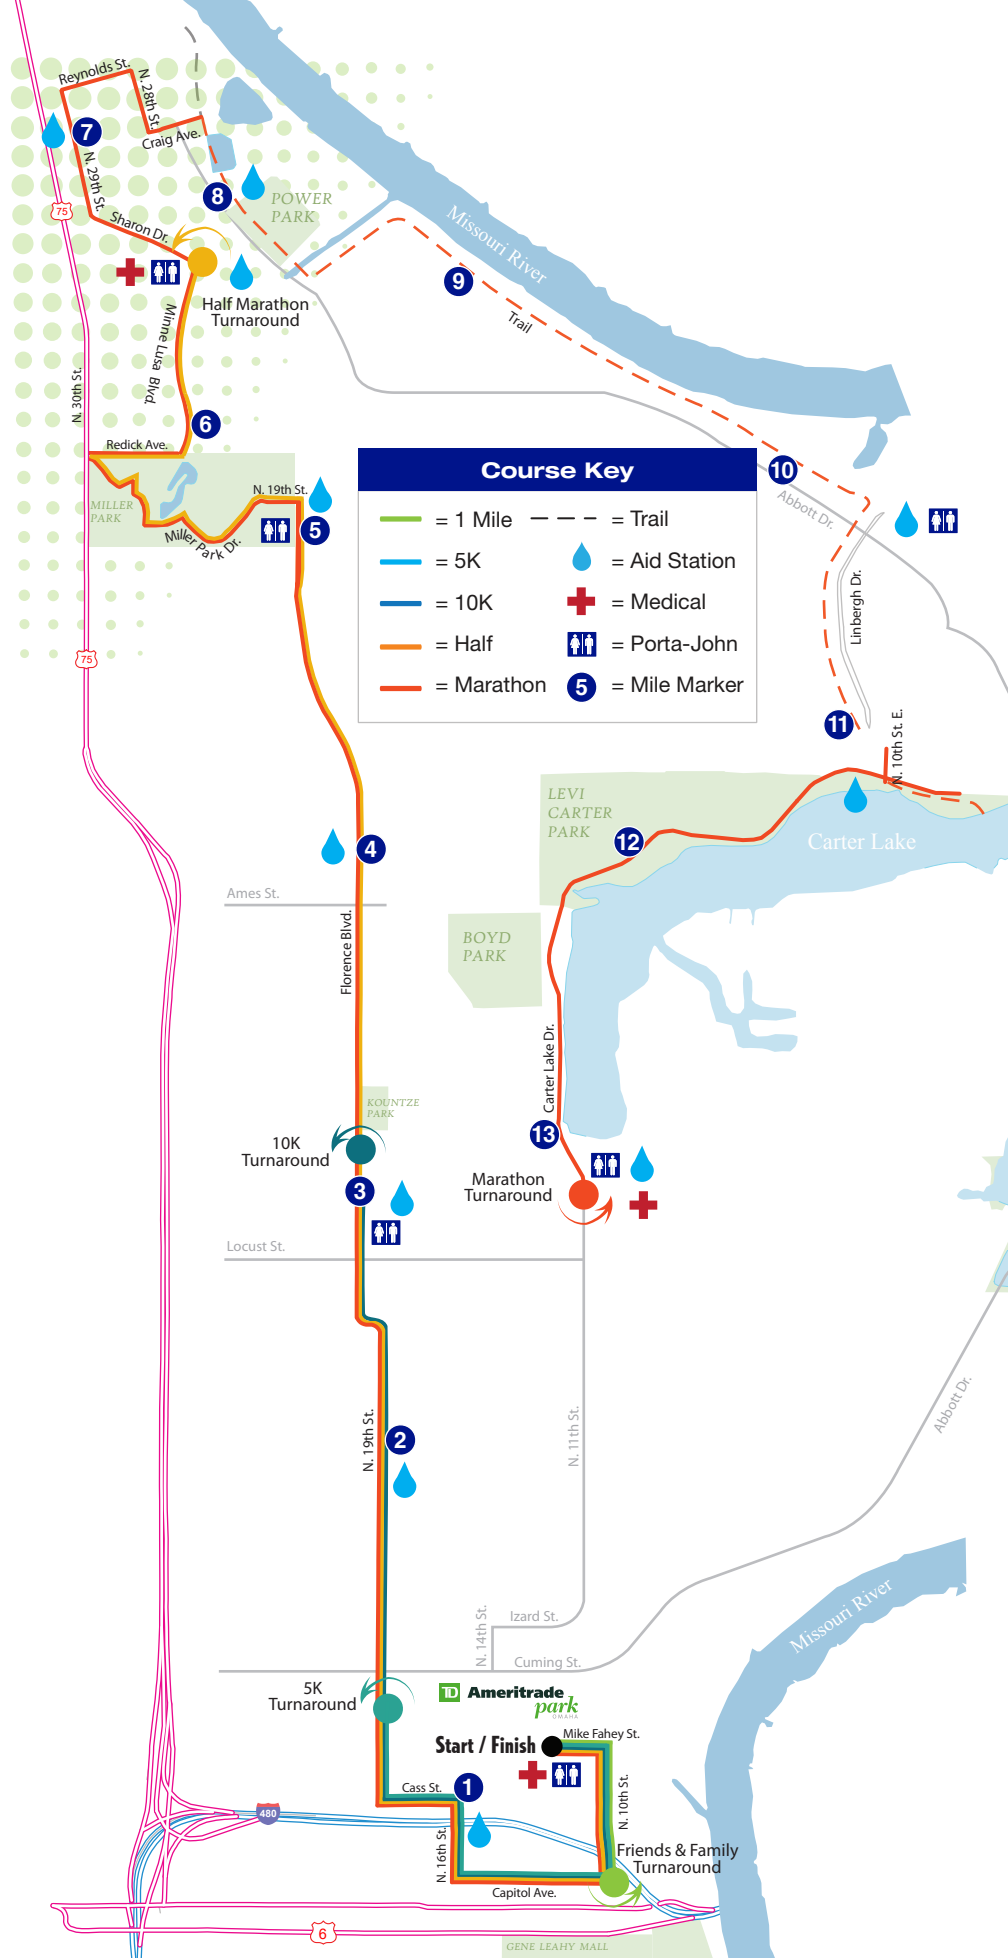 Reynolds St.
N. 28th St.
Craig Ave.
7
N. 29th St.
75
8
POWER
PARK
Sharon Dr.
Missouri River
9
Trail
Half Marathon
Turnaround
Minne Lusa Blvd.
N. 30th St.
6
Redick Ave.
MILLER
PARK
N. 19th St.
5
Miller Park Dr.
75
Course Key
= 1 Mile
= Trail
= 5K
= Aid Station
= 10K
= Medical
= Half
= Porta-John
= Marathon
5
= Mile Marker
10
Abbott Dr.
Linbergh Dr.
11
N. 10th St. E.
LEVI
CARTER
PARK
12
Carter Lake
4
Ames St.
Florence Blvd.
BOYD
PARK
Carter Lake Dr.
KOUNTZE
PARK
13
10K
Turnaround
3
Marathon
Turnaround
Locust St.
N. 19th St.
2
N. 11th St.
Abbott Dr.
Missouri River
N. 14th St.
Izard St.
Cuming St.
5K
Turnaround
TD Ameritrade
park
OMAHA
Start / Finish
Mike Fahey St.
Cass St.
1
N. 10th St.
480
N. 16th St.
Friends & Family
Turnaround
Capitol Ave.
6
GENE LEAHY MALL